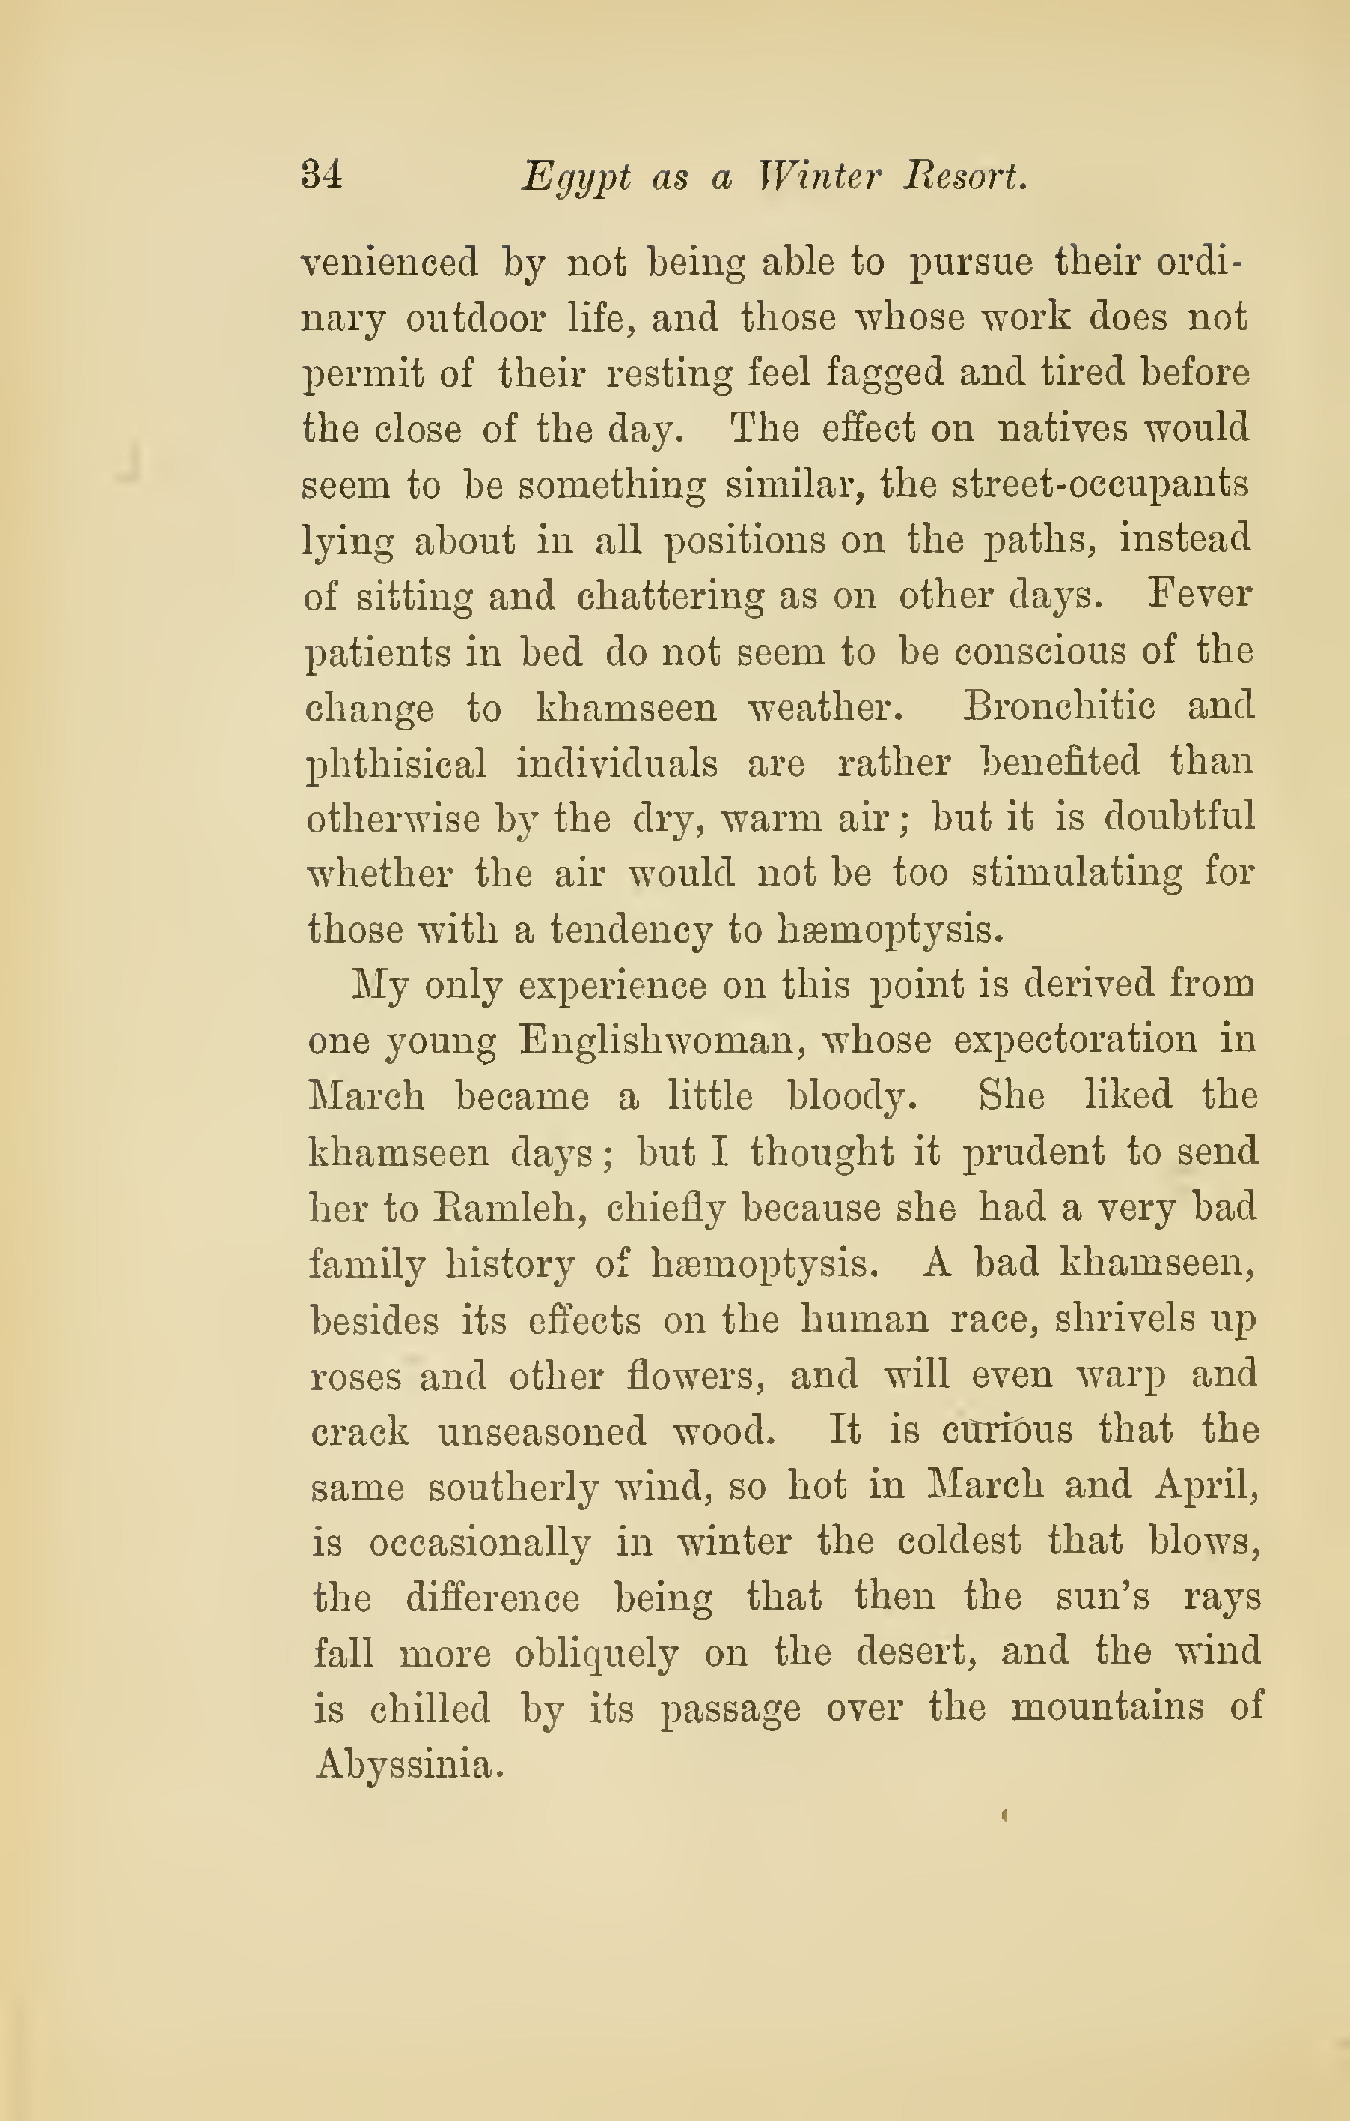 34 Egypt as a Winter Resort.
venienced by not being able to pursue their ordi-
nary outdoor life, and those whose work does not
permit of their resting feel fagged and tired before
the close of the day. The effect on natives would
seem to be something similar, the street-occupants
lying about in all positions on the paths, instead
of sitting and chattering as on other days. Fever
patients in bed do not seem to be conscious of the
change to khamseen weather. Bronchitic and
phthisical individuals are rather benefited than
otherwise by the dry, warm air; but it is doubtful
whether the air would not be too stimulating for
those with a tendency to hæmoptysis.
My only experience on this point is derived from
one young Englishwoman, whose expectoration in
March became a little bloody. She liked the
khamseen days; but I thought it prudent to send
her to Ramleh, chiefly because she had a very bad
family history of hæmoptysis. A bad khamseen,
besides its effects on the human race, shrivels up
roses and other flowers, and will even warp and
crack unseasoned wood. It is curious that the
same southerly wind, so hot in March and April,
is occasionally in winter the coldest that blows,
the difference being that then the sun's rays
fall more obliquely on the desert, and the wind
is chilled by its passage over the mountains of
Abyssinia.